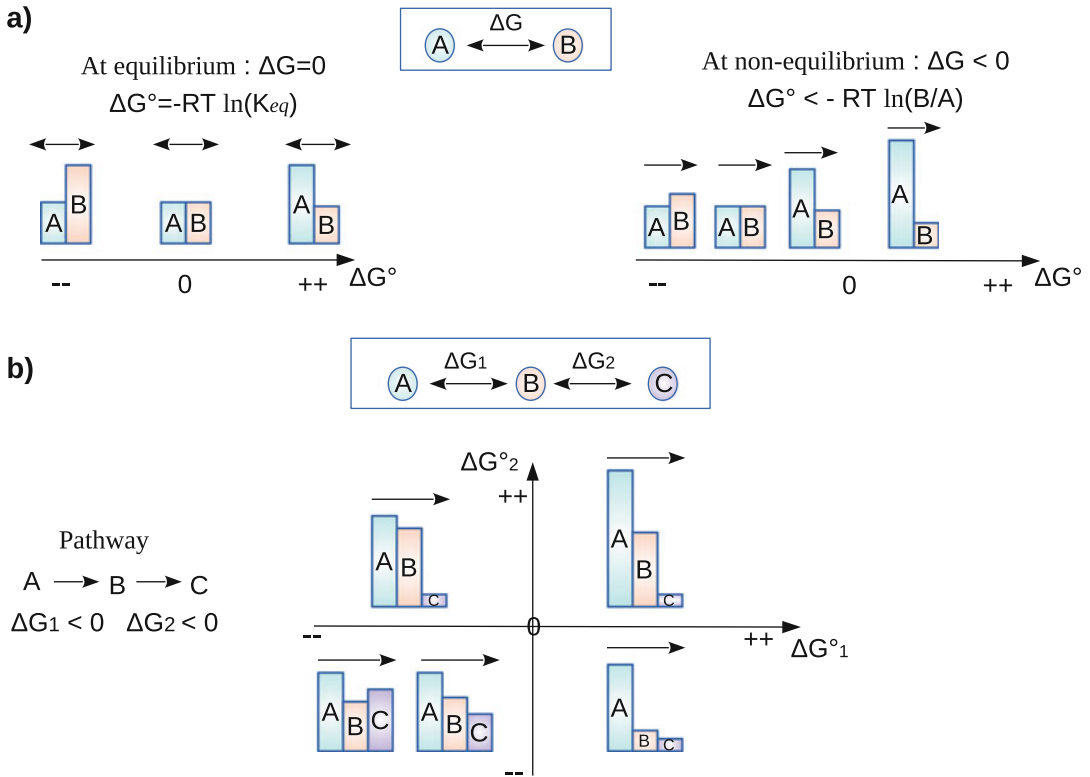 a)
ΔG
A B
At equilibrium : ΔG=0
ΔG°=-RT ln(Keq)
At non-equilibrium : ΔG < 0
ΔG° < - RT ln(B/A)
A B
A B
A B
-- 0 ++ ΔG°
A B
A B
A B
A B
-- 0 ++ ΔG°
b)
ΔG1 ΔG2
A B C
Pathway
A B C
ΔG1 < 0 ΔG2 < 0
ΔG°2
++
A B C
A B C
-- 0 ++ ΔG°1
A B C
A B C
A B C
--